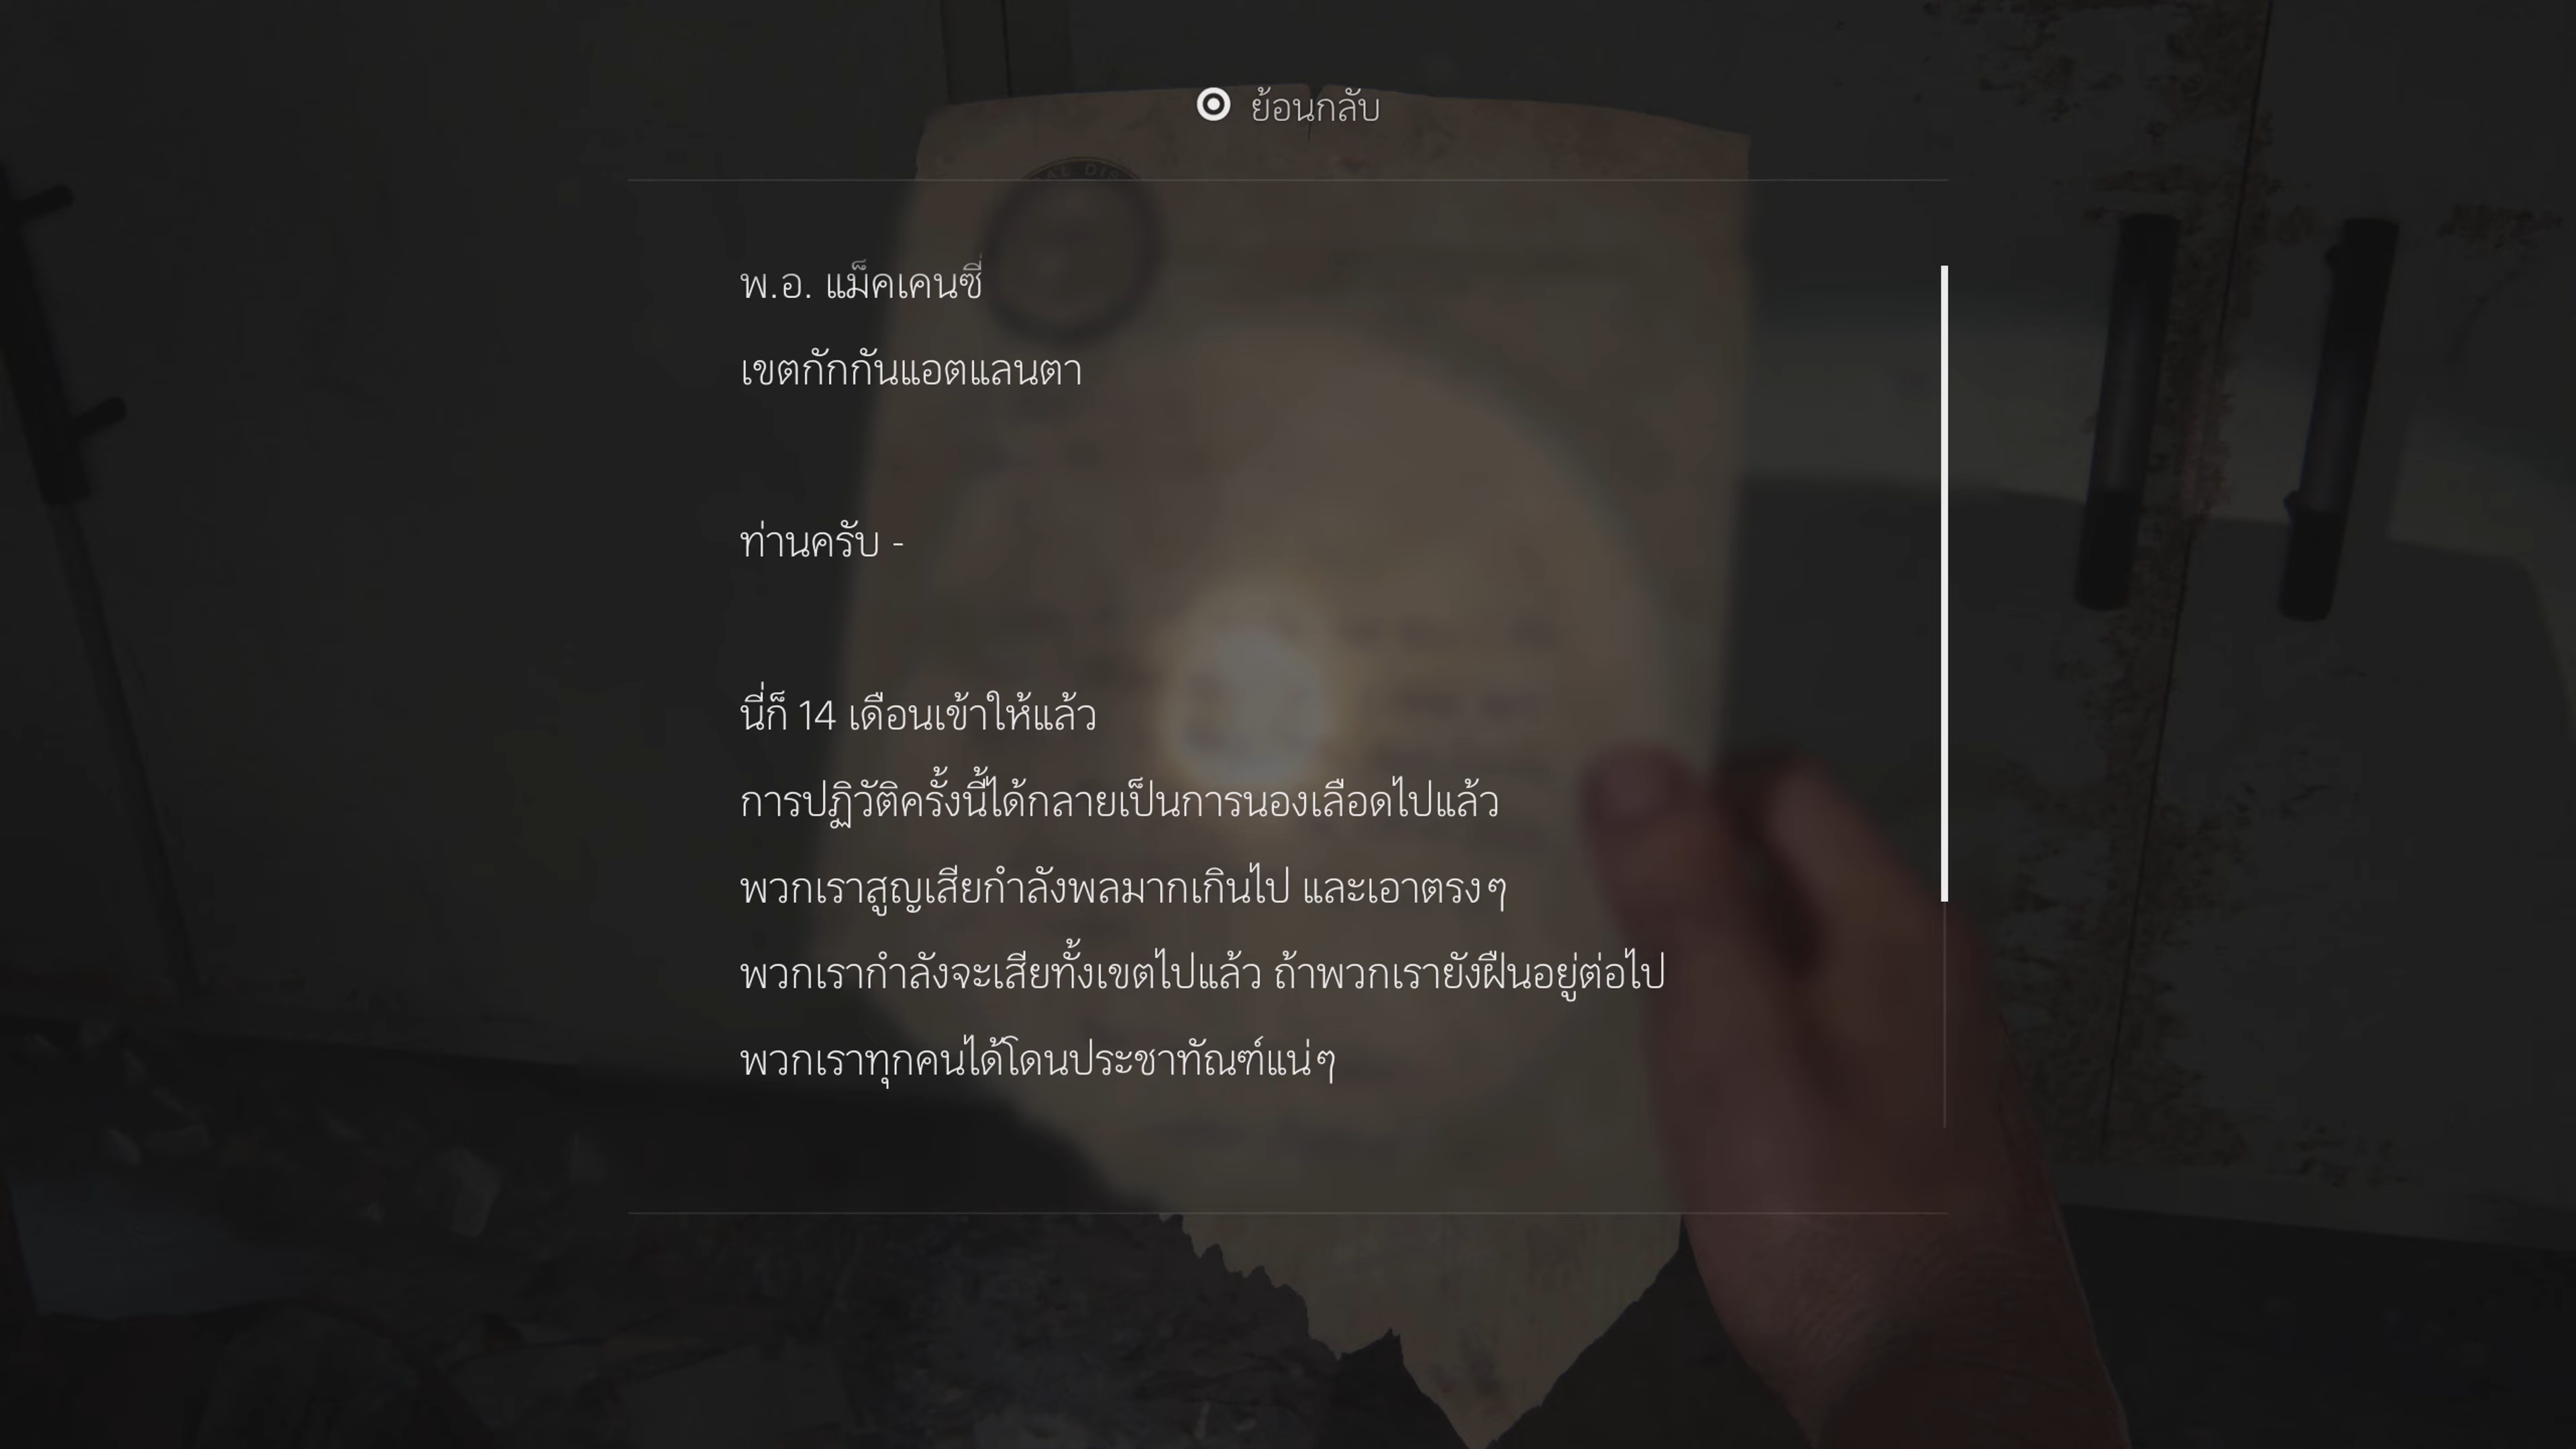 ย้อนกลับ
AL DIS
พ.อ. แม็คเคนซี่
เขตกักกันแอตแลนตา
ท่านครับ -
นี่ก็ 14 เดือนเข้าให้แล้ว
การปฏิวัติครั้งนี้ได้กลายเป็นการนองเลือดไปแล้ว
พวกเราสูญเสียกำลังพลมากเกินไป และเอาตรงๆ
พวกเรากำลังจะเสียทั้งเขตไปแล้ว ถ้าพวกเรายังฝืนอยู่ต่อไป
พวกเราทุกคนได้โดนประชาทัณฑ์แน่ๆ